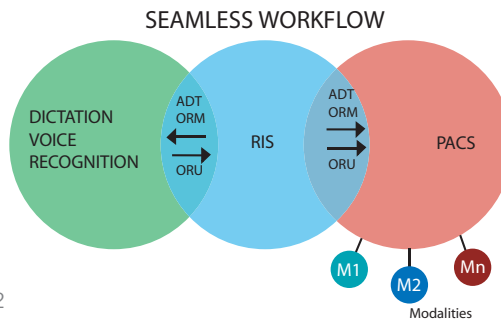 SEAMLESS WORKFLOW
DICTATION
VOICE
RECOGNITION
ADT
ORM
ORU
RIS
ADT
ORM
ORU
PACS
M1
M2
Mn
Modalities
2